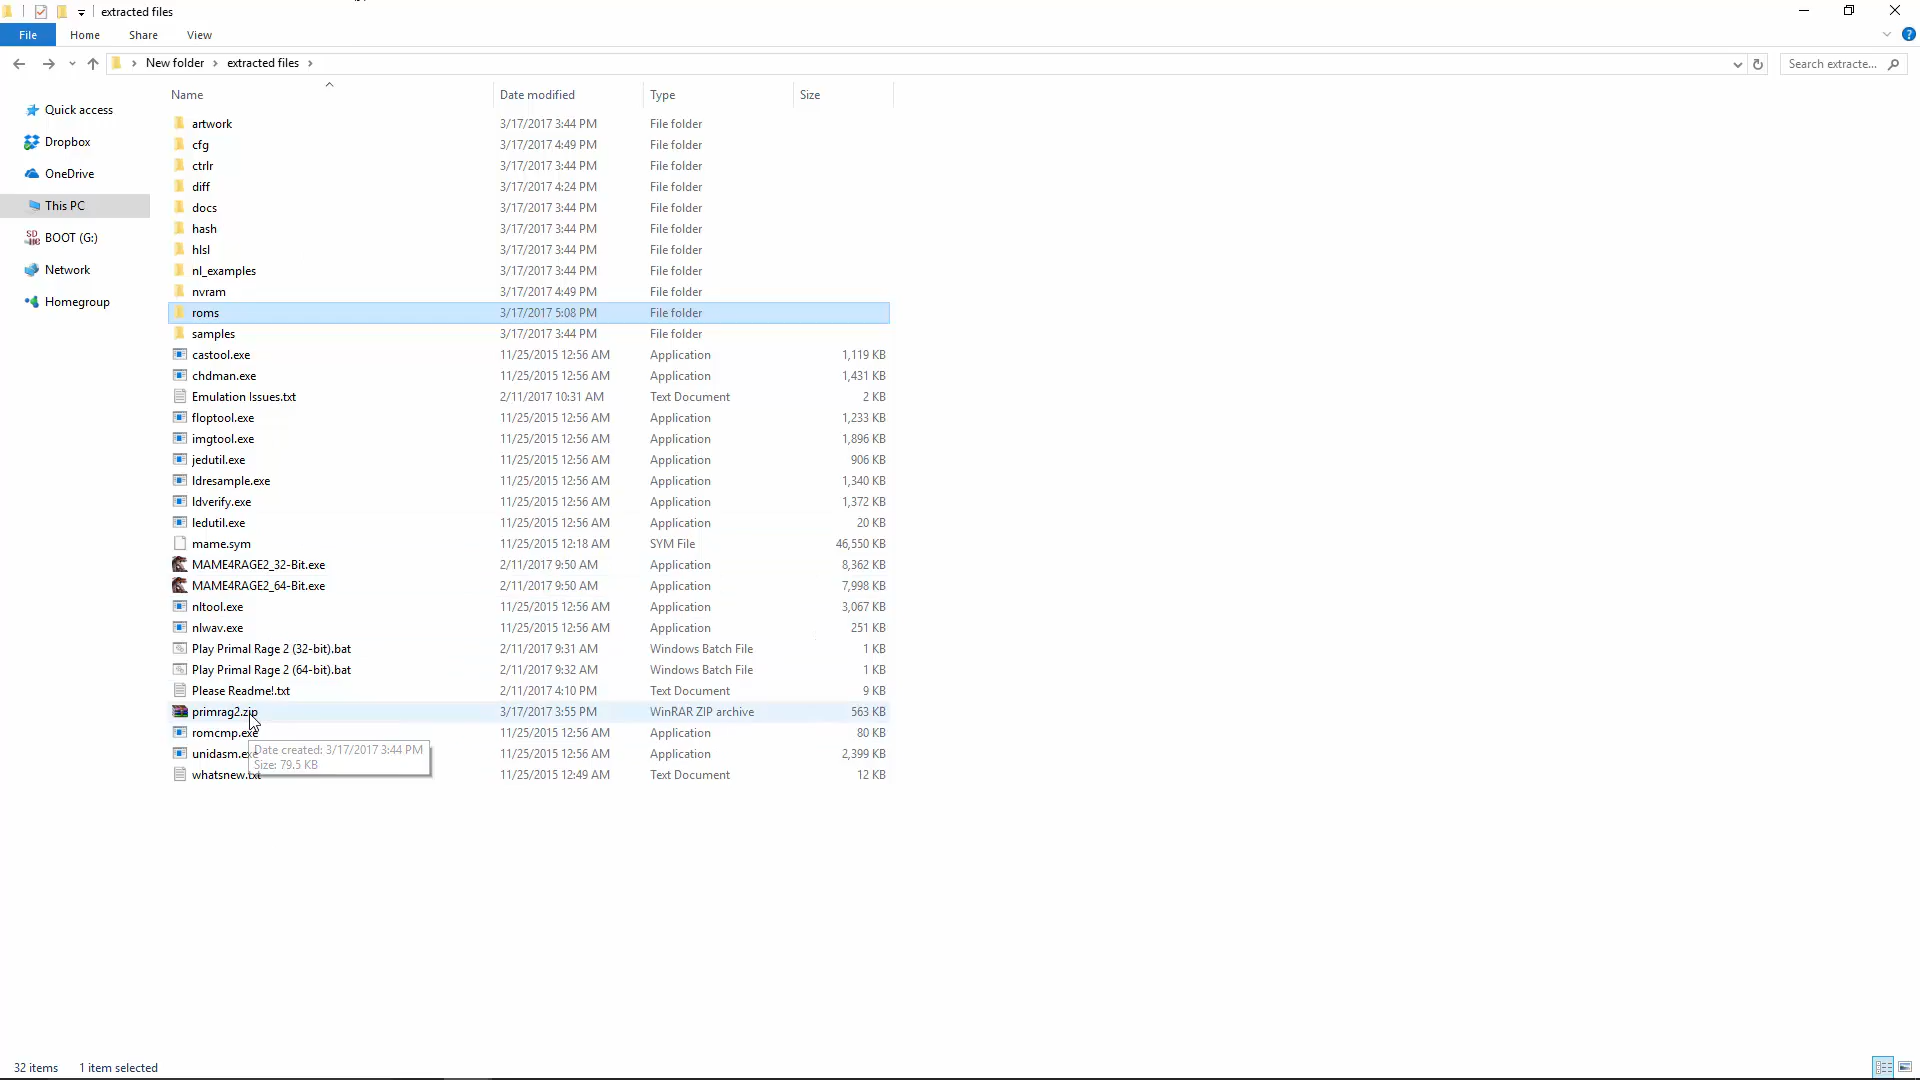 extracted files
File Home Share View
New folder extracted files Search extracte...
Name Date modified Type Size
Quick access
Dropbox
OneDrive
This PC
BOOT (G:)
Network
Homegroup
artwork 3/17/2017 3:44 PM File folder
cfg 3/17/2017 4:49 PM File folder
ctrlr 3/17/2017 3:44 PM File folder
diff 3/17/2017 4:24 PM File folder
docs 3/17/2017 3:44 PM File folder
hash 3/17/2017 3:44 PM File folder
hlsl 3/17/2017 3:44 PM File folder
nl_examples 3/17/2017 3:44 PM File folder
nvram 3/17/2017 4:49 PM File folder
roms 3/17/2017 5:08 PM File folder
samples 3/17/2017 3:44 PM File folder
castool.exe 11/25/2015 12:56 AM Application 1,119 KB
chdman.exe 11/25/2015 12:56 AM Application 1,431 KB
Emulation Issues.txt 2/11/2017 10:31 AM Text Document 2 KB
floptool.exe 11/25/2015 12:56 AM Application 1,233 KB
imgtool.exe 11/25/2015 12:56 AM Application 1,896 KB
jedutil.exe 11/25/2015 12:56 AM Application 906 KB
ldresample.exe 11/25/2015 12:56 AM Application 1,340 KB
ldverify.exe 11/25/2015 12:56 AM Application 1,372 KB
ledutil.exe 11/25/2015 12:56 AM Application 20 KB
mame.sym 11/25/2015 12:18 AM SYM File 46,550 KB
MAME4RAGE2_32-Bit.exe 2/11/2017 9:50 AM Application 8,362 KB
MAME4RAGE2_64-Bit.exe 2/11/2017 9:50 AM Application 7,998 KB
nltool.exe 11/25/2015 12:56 AM Application 3,067 KB
nlwav.exe 11/25/2015 12:56 AM Application 251 KB
Play Primal Rage 2 (32-bit).bat 2/11/2017 9:31 AM Windows Batch File 1 KB
Play Primal Rage 2 (64-bit).bat 2/11/2017 9:32 AM Windows Batch File 1 KB
Please Readme!.txt 2/11/2017 4:10 PM Text Document 9 KB
primrag2.zip 3/17/2017 3:55 PM WinRAR ZIP archive 563 KB
romcmp.exe 11/25/2015 12:56 AM Application 80 KB
unidasm.exe 11/25/2015 12:56 AM Application 2,399 KB
whatsnew.txt 11/25/2015 12:49 AM Text Document 12 KB
Date created: 3/17/2017 3:44 PM
Size: 79.5 KB
32 items 1 item selected